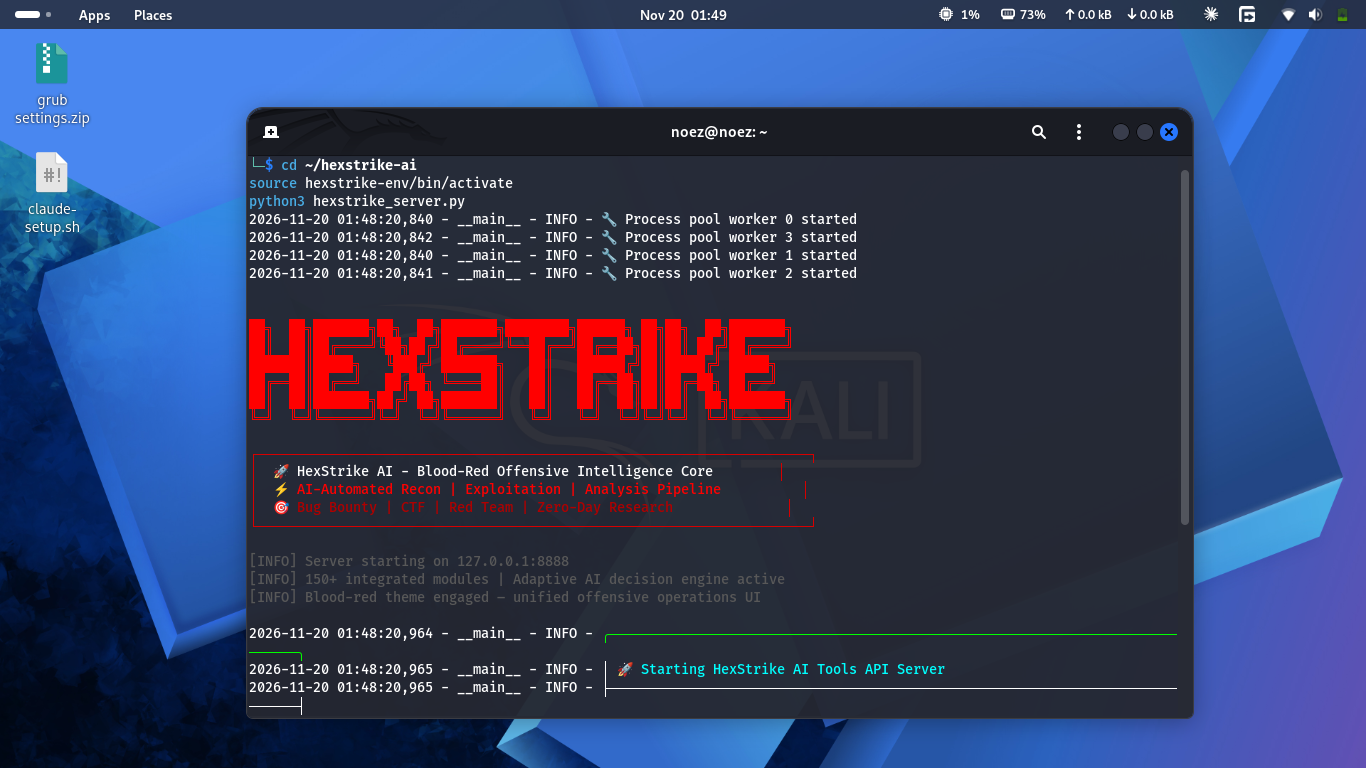 Apps Places Nov 20 01:49 1% 73% 0.0 kB 0.0 kB
grub
settings.zip
#!
claude-
setup.sh
noez@noez: ~
└─$ cd ~/hexstrike-ai
source hexstrike-env/bin/activate
python3 hexstrike_server.py
2026-11-20 01:48:20,840 - __main__ - INFO - 🔧 Process pool worker 0 started
2026-11-20 01:48:20,842 - __main__ - INFO - 🔧 Process pool worker 3 started
2026-11-20 01:48:20,840 - __main__ - INFO - 🔧 Process pool worker 1 started
2026-11-20 01:48:20,841 - __main__ - INFO - 🔧 Process pool worker 2 started
HEXSTRIKE
KALI
🚀 HexStrike AI - Blood-Red Offensive Intelligence Core
⚡ AI-Automated Recon | Exploitation | Analysis Pipeline
🎯 Bug Bounty | CTF | Red Team | Zero-Day Research
[INFO] Server starting on 127.0.0.1:8888
[INFO] 150+ integrated modules | Adaptive AI decision engine active
[INFO] Blood-red theme engaged – unified offensive operations UI
2026-11-20 01:48:20,964 - __main__ - INFO -
2026-11-20 01:48:20,965 - __main__ - INFO - │ 🚀 Starting HexStrike AI Tools API Server
2026-11-20 01:48:20,965 - __main__ - INFO -